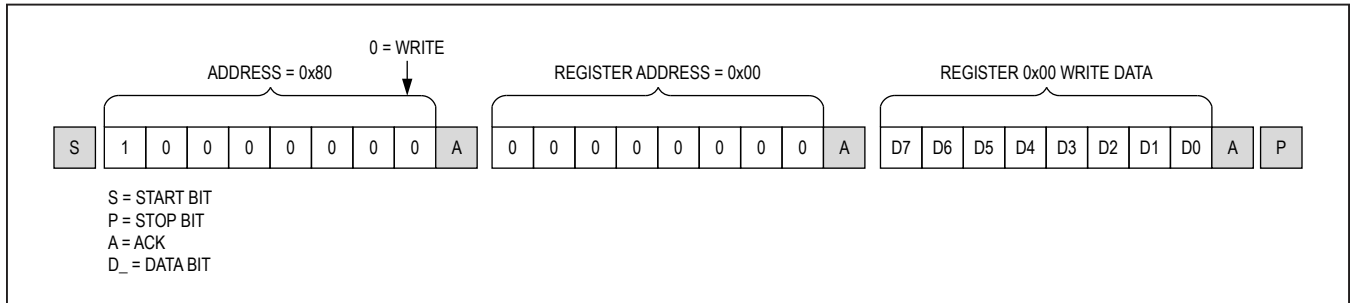 0 = WRITE
ADDRESS = 0x80 REGISTER ADDRESS = 0x00 REGISTER 0x00 WRITE DATA
S 1 0 0 0 0 0 0 0 A 0 0 0 0 0 0 0 0 A D7 D6 D5 D4 D3 D2 D1 D0 A P
S = START BIT
P = STOP BIT
A = ACK
D_ = DATA BIT